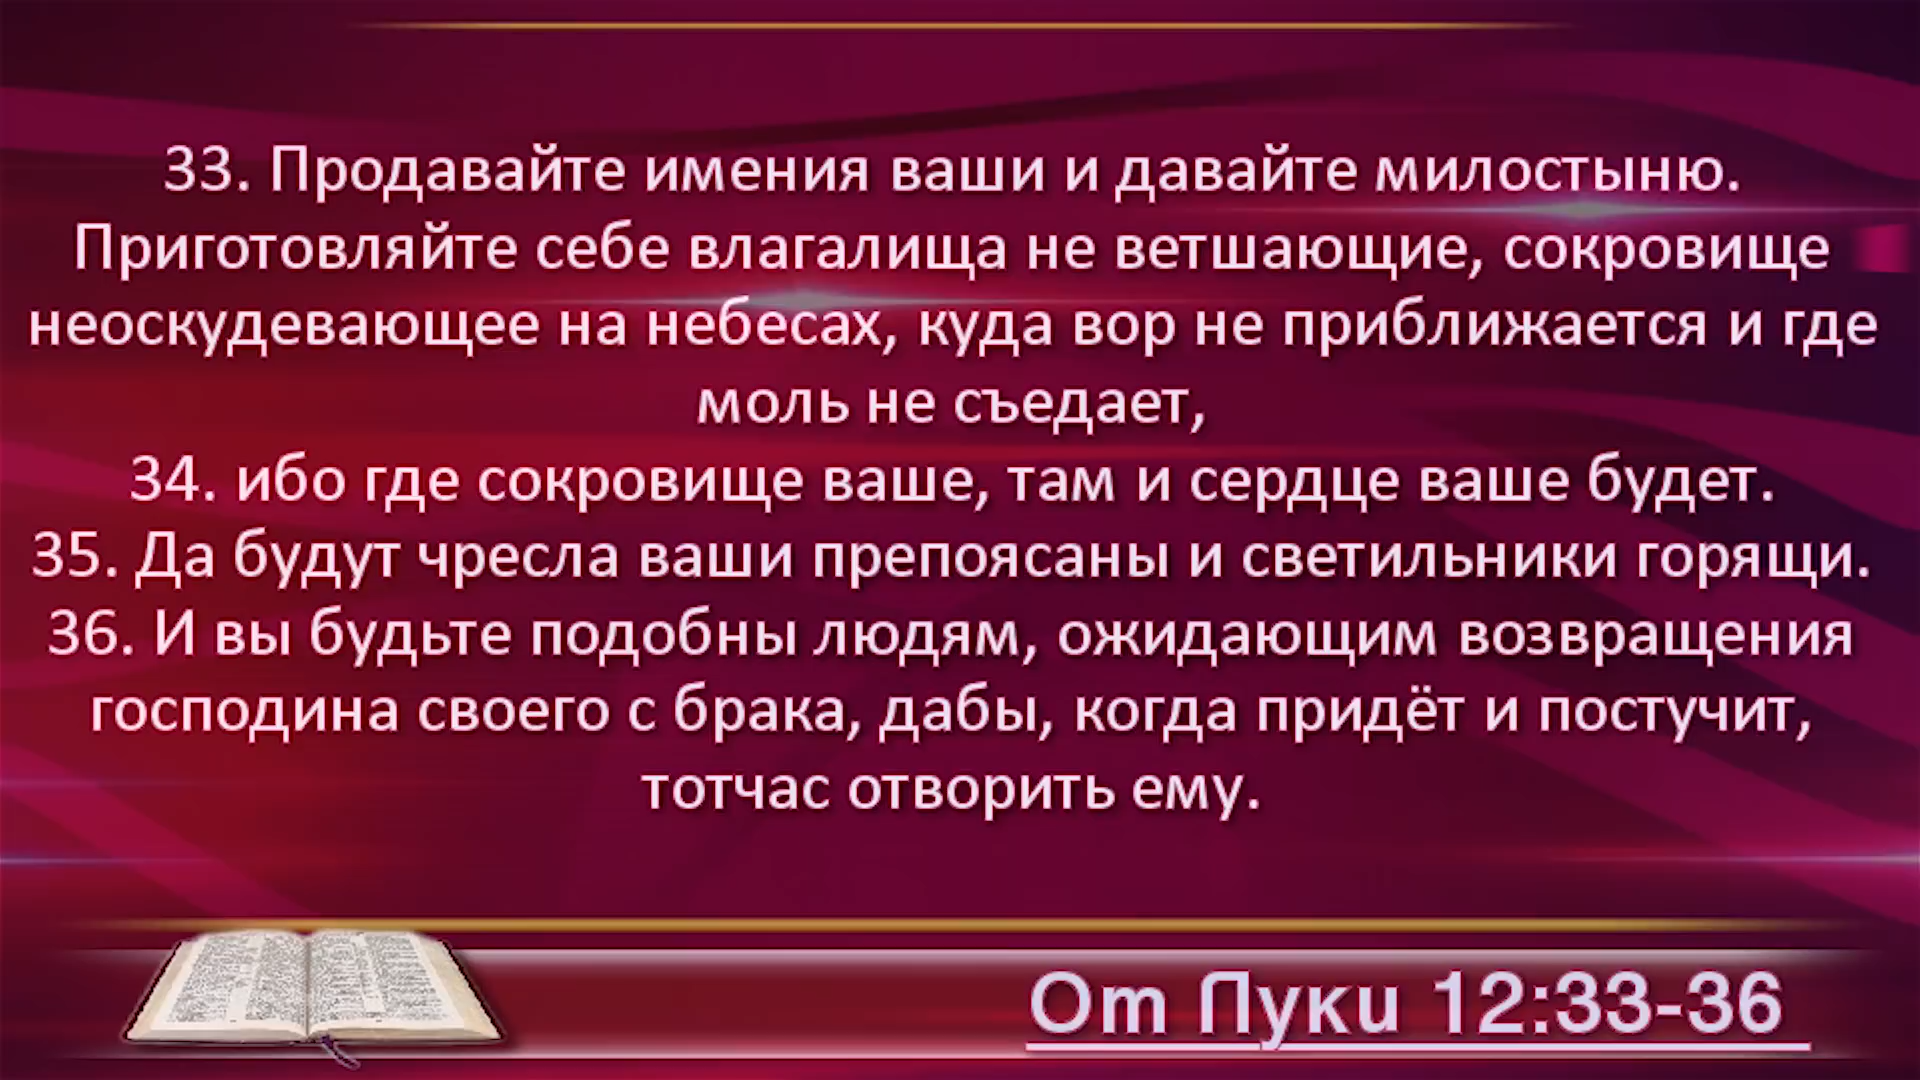 33. Продавайте имения ваши и давайте милостыню.
Приготовляйте себе влагалища не ветшающие, сокровище
неоскудевающее на небесах, куда вор не приближается и где
моль не съедает,
34. ибо где сокровище ваше, там и сердце ваше будет.
35. Да будут чресла ваши препоясаны и светильники горящи.
36. И вы будьте подобны людям, ожидающим возвращения
господина своего с брака, дабы, когда придёт и постучит,
тотчас отворить ему.
От Луки 12:33-36